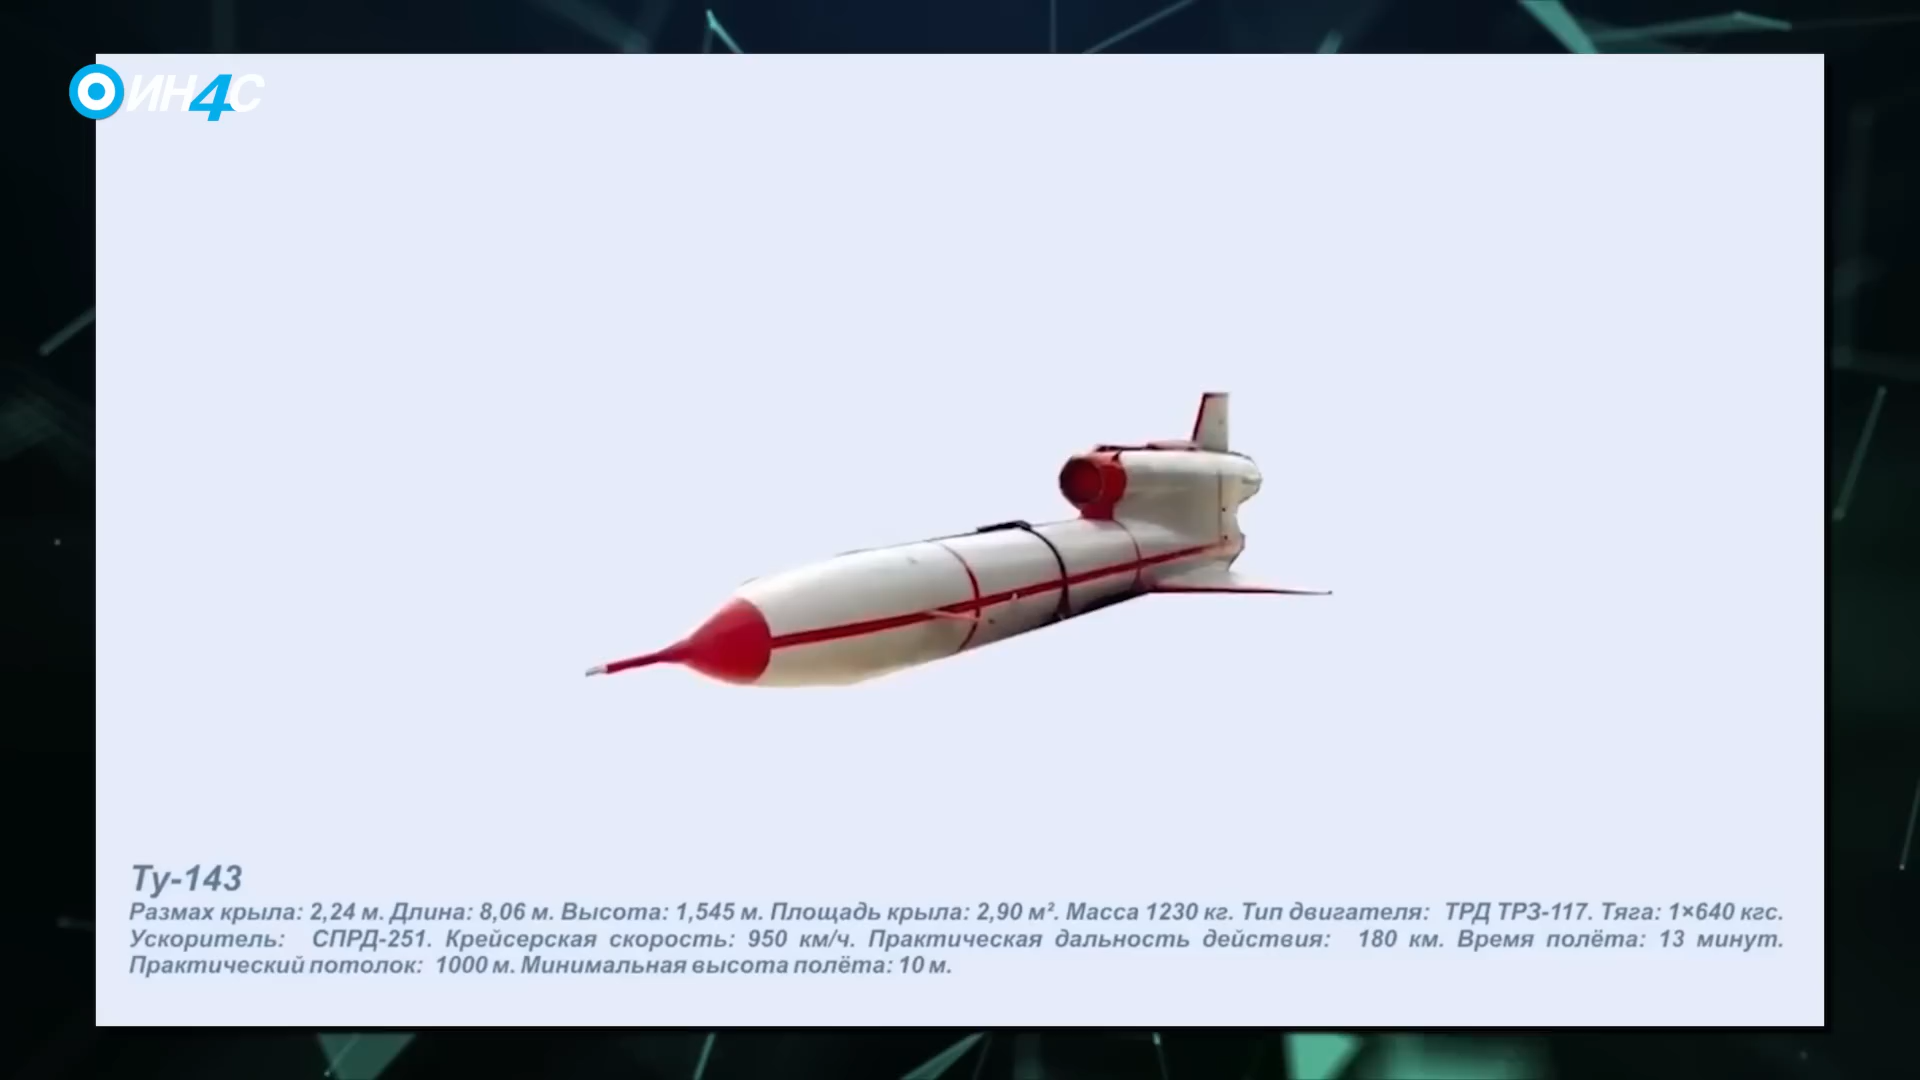 ИН4С
Ту-143
Размах крыла: 2,24 м. Длина: 8,06 м. Высота: 1,545 м. Площадь крыла: 2,90 м². Масса 1230 кг. Тип двигателя: ТРД ТРЗ-117. Тяга: 1×640 кгс.
Ускоритель: СПРД-251. Крейсерская скорость: 950 км/ч. Практическая дальность действия: 180 км. Время полёта: 13 минут.
Практический потолок: 1000 м. Минимальная высота полёта: 10 м.